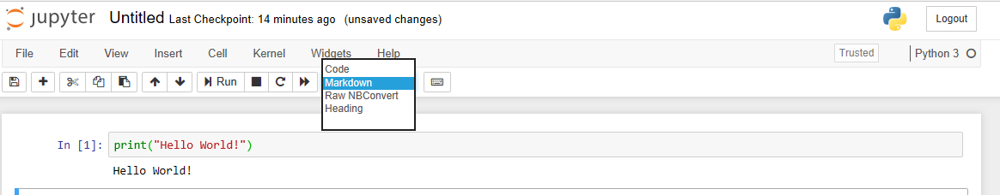 jupyter Untitled Last Checkpoint: 14 minutes ago (unsaved changes) Logout
File Edit View Insert Cell Kernel Widgets Help Trusted Python 3
Run
Code
Markdown
Raw NBConvert
Heading
In [1]: print("Hello World!")
Hello World!